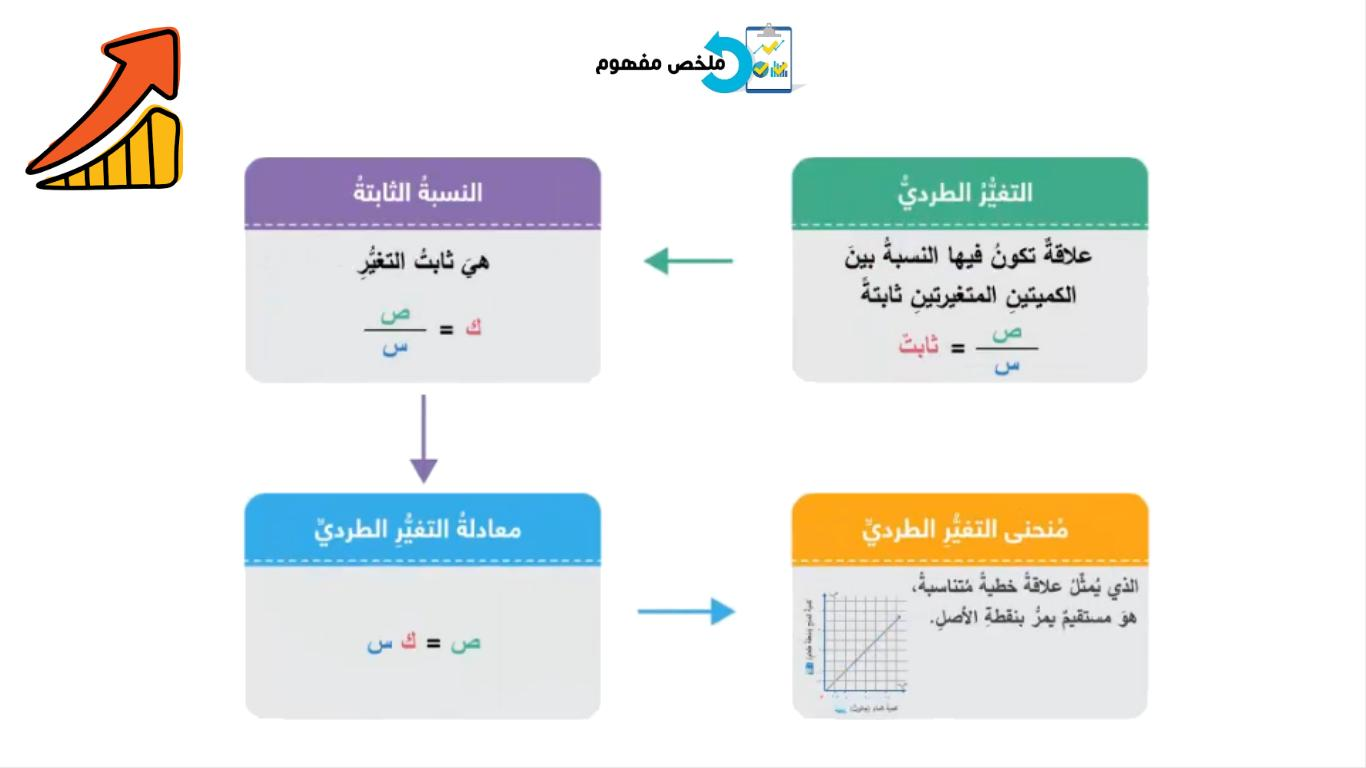 ملخص مفهوم
التغيُّرُ الطرديُّ
علاقةٌ تكونُ فيها النسبةُ بينَ
الكميتينِ المتغيرتينِ ثابتةً
ص
س
= ثابتٌ
النسبةُ الثابتةُ
هيَ ثابتُ التغيُّرِ
ك =
ص
س
معادلةُ التغيُّرِ الطرديِّ
ص = ك س
مُنحنى التغيُّرِ الطرديِّ
الذي يُمثِّلُ علاقةً خطيةً مُتناسبةً،
هوَ مستقيمٌ يمرُّ بنقطةِ الأصلِ.